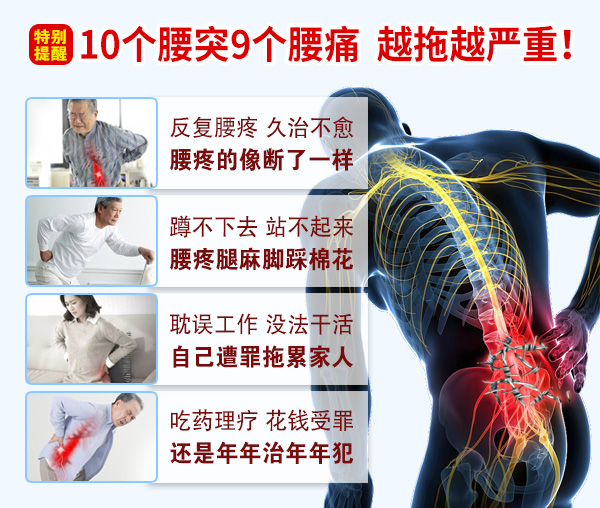 特别
提醒
10个腰突9个腰痛 越拖越严重！
反复腰疼 久治不愈
腰疼的像断了一样
蹲不下去 站不起来
腰疼腿麻脚踩棉花
耽误工作 没法干活
自己遭罪拖累家人
吃药理疗 花钱受罪
还是年年治年年犯